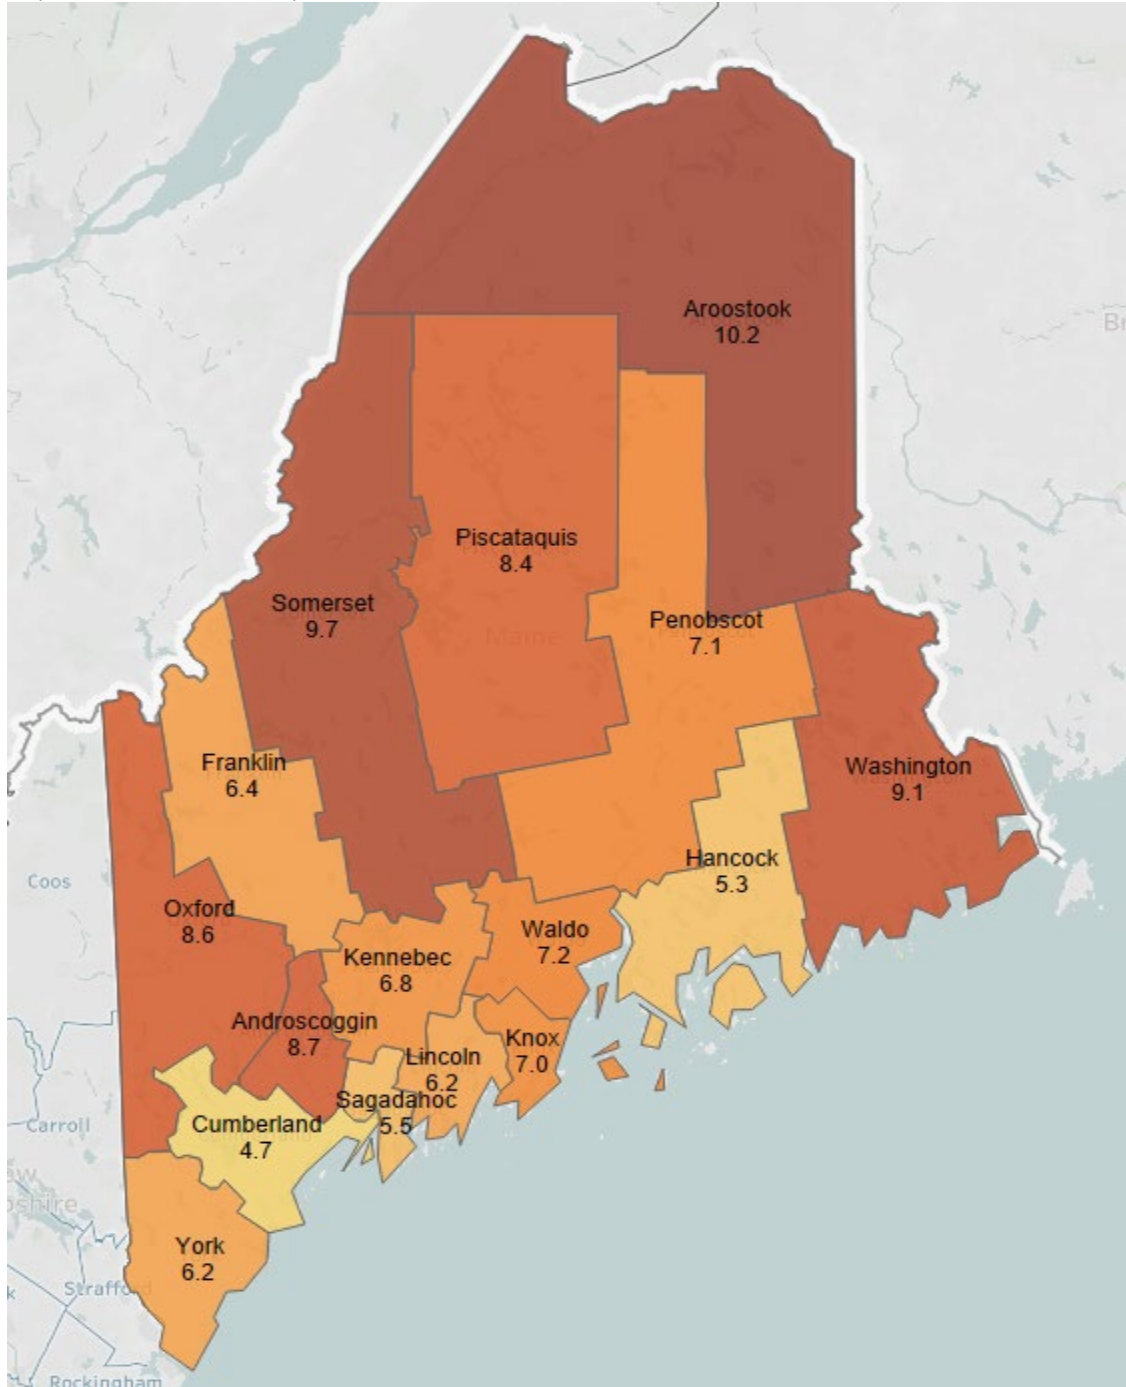 Aroostook
10.2
Piscataquis
8.4
Somerset
9.7
Penobscot
7.1
Maine
Franklin
6.4
Washington
9.1
Hancock
5.3
Coos
Oxford
8.6
Waldo
7.2
Kennebec
6.8
Androscoggin
8.7
Knox
7.0
Lincoln
6.2
Sagadahoc
5.5
Cumberland
4.7
Carroll
York
6.2
Strafford
Rockingham